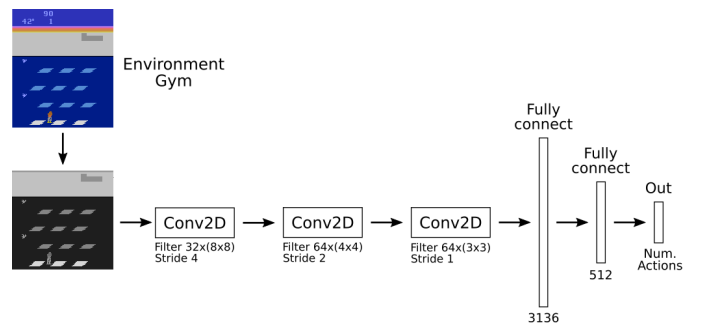 90
42° 1
Environment
Gym
Conv2D
Filter 32x(8x8)
Stride 4
Conv2D
Filter 64x(4x4)
Stride 2
Conv2D
Filter 64x(3x3)
Stride 1
Fully
connect
3136
Fully
connect
512
Out
Num.
Actions